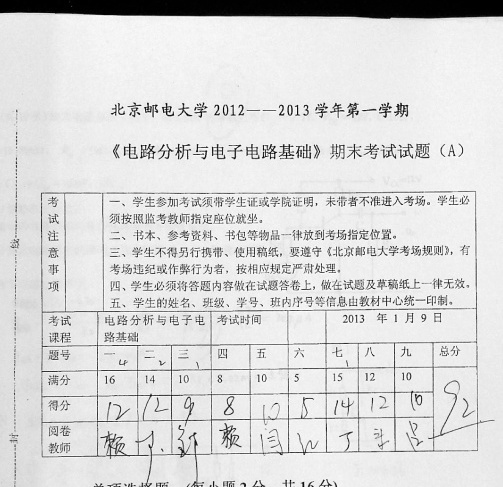 北京邮电大学 2012——2013 学年第一学期
《电路分析与电子电路基础》期末考试试题（A）
考试注意事项
一、学生参加考试须带学生证或学院证明，未带者不准进入考场。学生必
须按照监考教师指定座位就坐。
二、书本、参考资料、书包等物品一律放到考场指定位置。
三、学生不得另行携带、使用稿纸，要遵守《北京邮电大学考场规则》，有
考场违纪或作弊行为者，按相应规定严肃处理。
四、学生必须将答题内容做在试题答卷上，做在试题及草稿纸上一律无效。
五、学生的姓名、班级、学号、班内序号等信息由教材中心统一印制。
考试课程 电路分析与电子电路基础 考试时间 2013 年 1 月 9 日
题号 一 二 三 四 五 六 七 八 九 总分
4 2 1 1
满分 16 14 10 8 10 5 15 12 10
得分 12 12 9 8 10 5 14 12 10 92
阅卷教师 赖 赖 闫 丁
单项选择题（每小题 2 分，共 16 分）